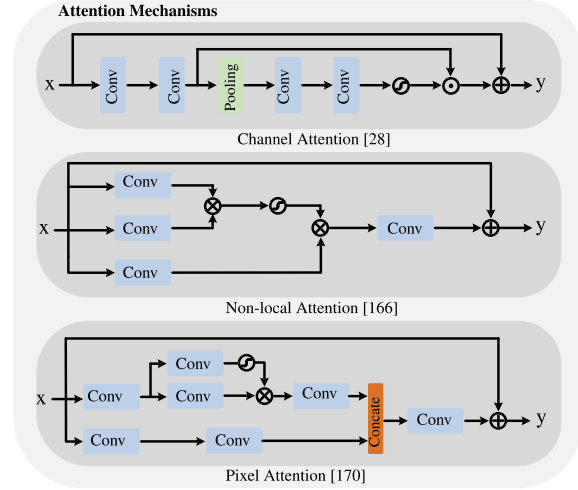 Attention Mechanisms
x Conv Conv Pooling Conv Conv y
Channel Attention [28]
Conv
x Conv Conv y
Conv
Non-local Attention [166]
Conv
x Conv Conv Conv Concate Conv y
Conv Conv
Pixel Attention [170]